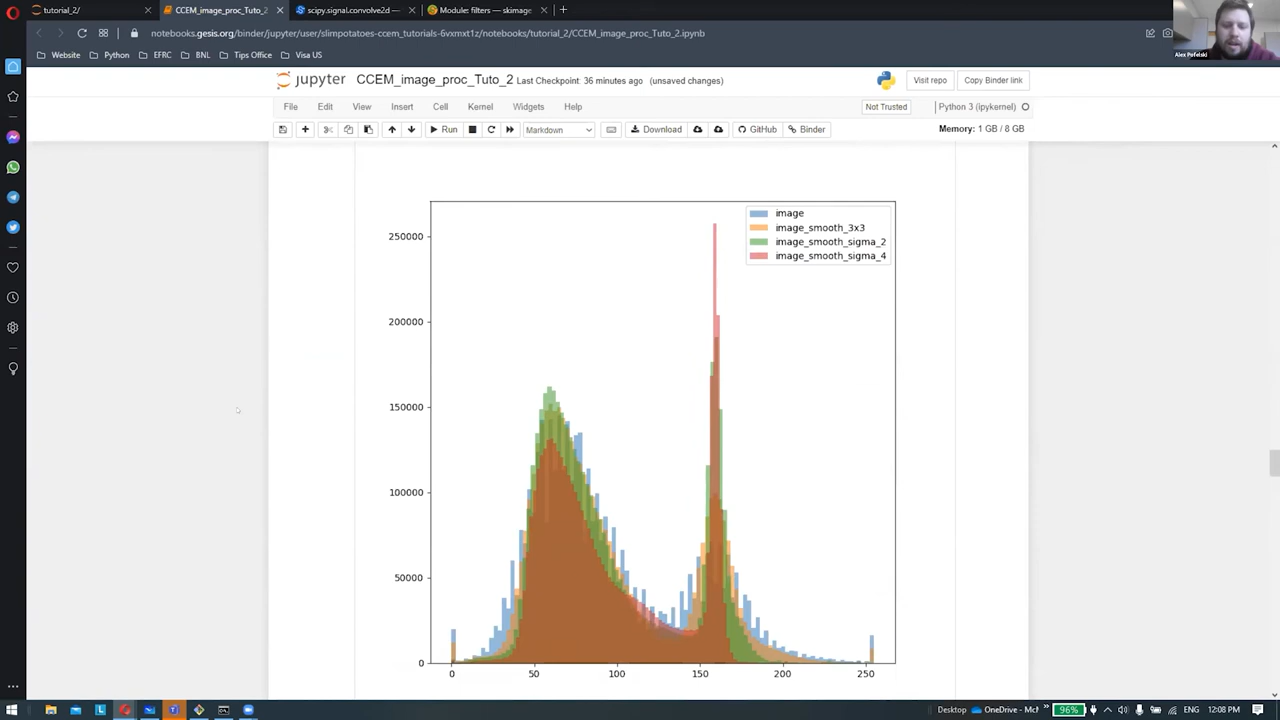 tutorial_2/
CCEM_image_proc_Tuto_2
scipy.signal.convolve2d —
Module: filters — skimage
notebooks.gesis.org/binder/jupyter/user/slimpotatoes-ccem_tutorials-6vxmxt1z/notebooks/tutorial_2/CCEM_image_proc_Tuto_2.ipynb
Website Python EFRC BNL Tips Office Visa US
Alex Pofelski
jupyter CCEM_image_proc_Tuto_2 Last Checkpoint: 36 minutes ago (unsaved changes)
View repo Copy Binder link
File Edit View Insert Cell Kernel Widgets Help
Not Trusted Python 3 (ipykernel)
Run Markdown Download GitHub Binder Memory: 1 GB / 8 GB
image
image_smooth_3x3
image_smooth_sigma_2
image_smooth_sigma_4
250000
200000
150000
100000
50000
0
0 50 100 150 200 250
Desktop OneDrive - McM 96% ENG 12:08 PM